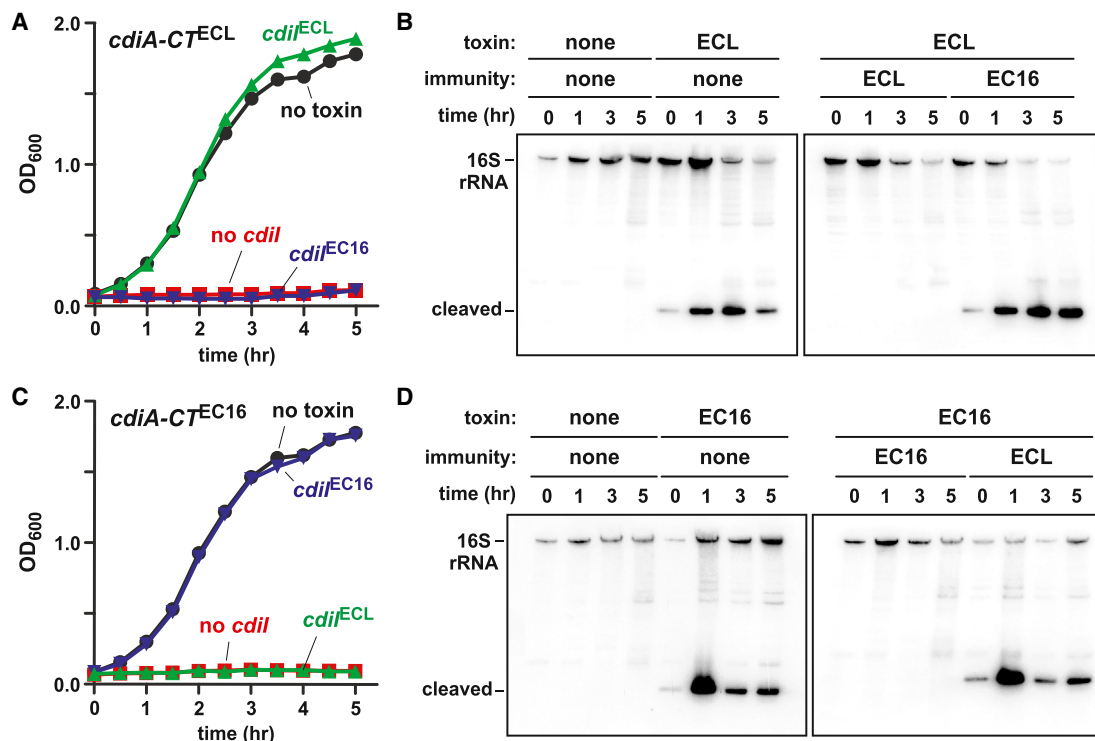 A
cdiA-CT^ECL
cdiI^ECL
no toxin
no cdiI
cdiI^EC16
2.0
1.0
0.0
OD600
0 1 2 3 4 5
time (hr)
B
toxin: none ECL ECL
immunity: none none ECL EC16
time (hr) 0 1 3 5 0 1 3 5 0 1 3 5 0 1 3 5
16S
rRNA
cleaved
C
cdiA-CT^EC16
no toxin
cdiI^EC16
no cdiI
cdiI^ECL
2.0
1.0
0.0
OD600
0 1 2 3 4 5
time (hr)
D
toxin: none EC16 EC16
immunity: none none EC16 ECL
time (hr) 0 1 3 5 0 1 3 5 0 1 3 5 0 1 3 5
16S
rRNA
cleaved